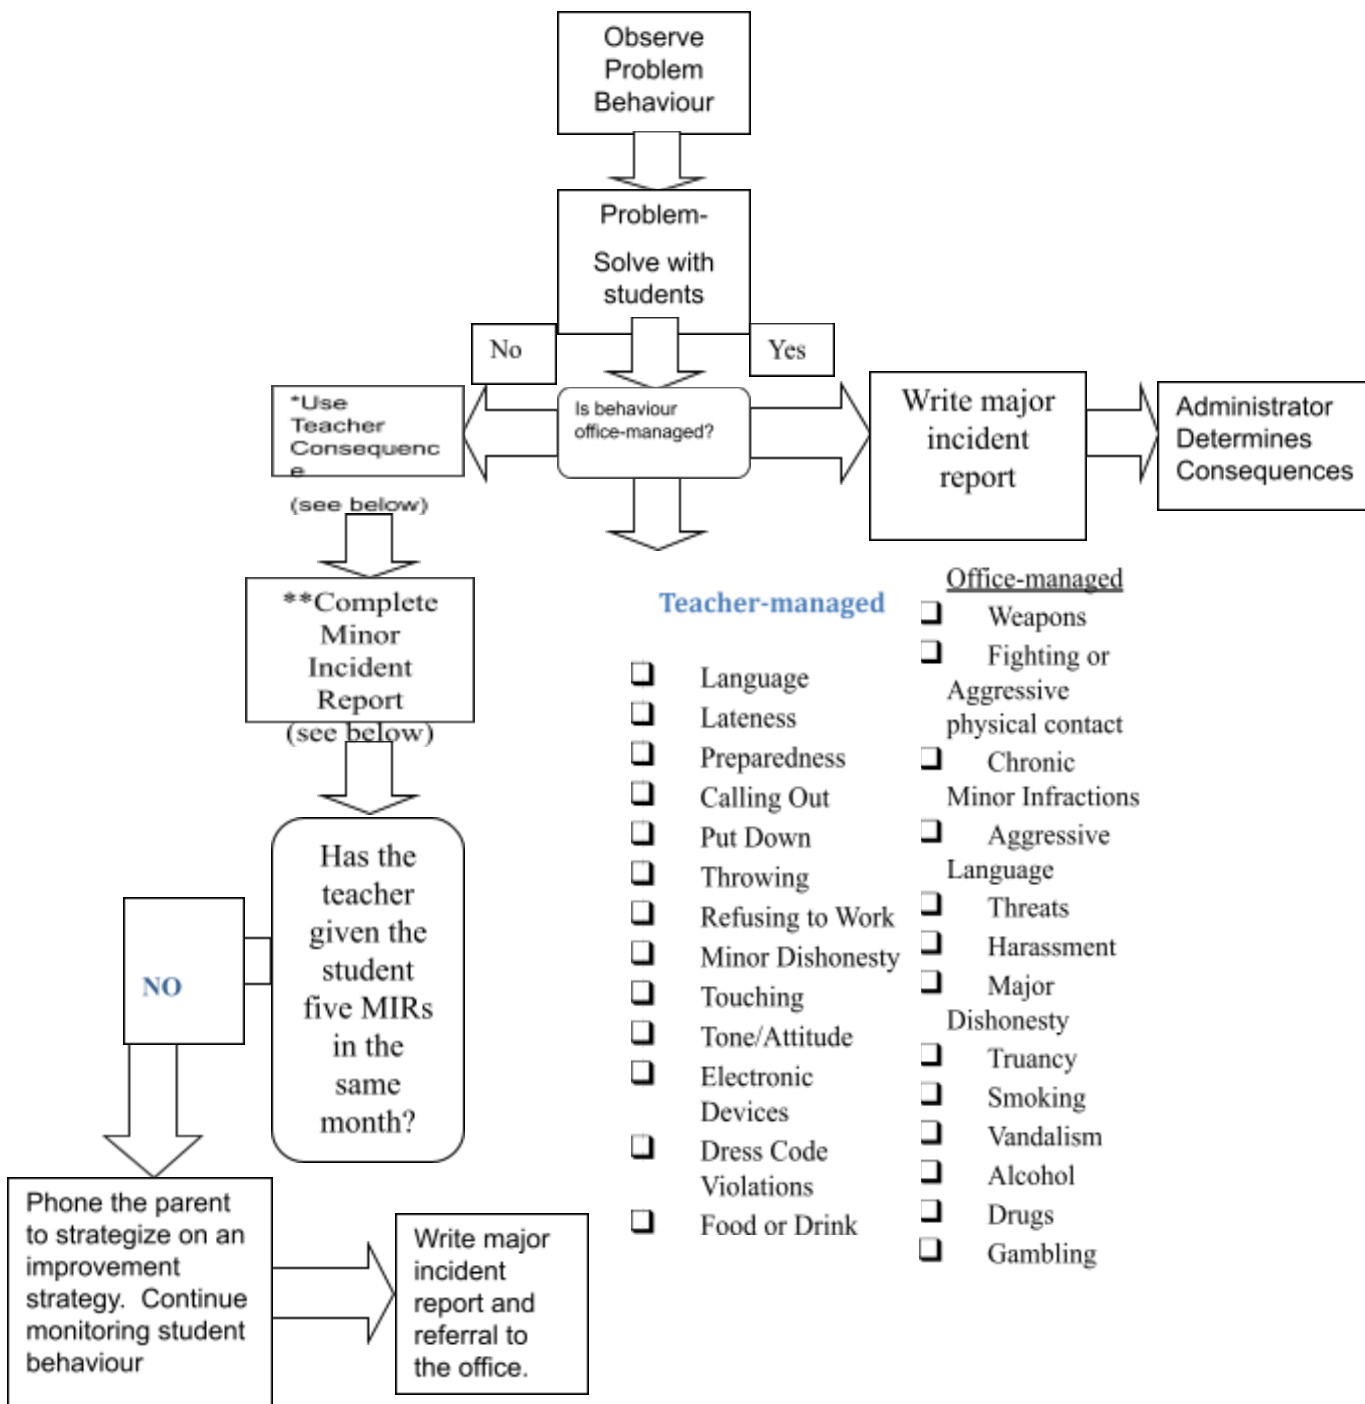 Observe
Problem
Behaviour
Problem-
Solve with
students
No
Yes
*Use
Teacher
Consequenc
e
(see below)
Is behaviour
office-managed?
Write major
incident
report
Administrator
Determines
Consequences
**Complete
Minor
Incident
Report
(see below)
Has the
teacher
given the
student
five MIRs
in the
same
month?
NO
Phone the parent
to strategize on an
improvement
strategy.  Continue
monitoring student
behaviour
Write major
incident
report and
referral to
the office.
Teacher-managed
❑ Language
❑ Lateness
❑ Preparedness
❑ Calling Out
❑ Put Down
❑ Throwing
❑ Refusing to Work
❑ Minor Dishonesty
❑ Touching
❑ Tone/Attitude
❑ Electronic
Devices
❑ Dress Code
Violations
❑ Food or Drink
Office-managed
❑ Weapons
❑ Fighting or
Aggressive
physical contact
❑ Chronic
Minor Infractions
❑ Aggressive
Language
❑ Threats
❑ Harassment
❑ Major
Dishonesty
❑ Truancy
❑ Smoking
❑ Vandalism
❑ Alcohol
❑ Drugs
❑ Gambling